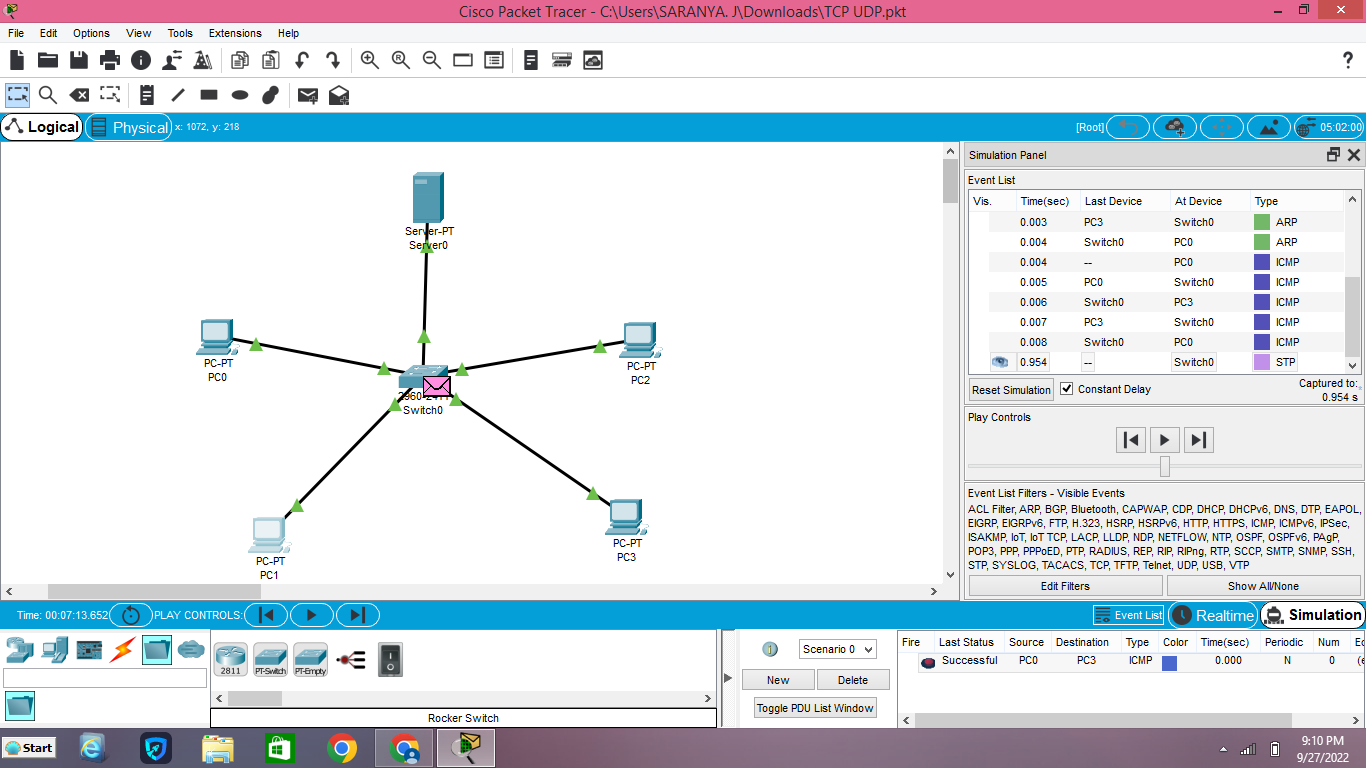 Cisco Packet Tracer - C:\Users\SARANYA. J\Downloads\TCP UDP.pkt
File Edit Options View Tools Extensions Help
Logical Physical x: 1072, y: 218 [Root] 05:02:00
Server-PT
Server0
PC-PT
PC0
PC-PT
PC2
Switch0
PC-PT
PC1
PC-PT
PC3
Simulation Panel
Event List
Vis. Time(sec) Last Device At Device Type
0.003 PC3 Switch0 ARP
0.004 Switch0 PC0 ARP
0.004 -- PC0 ICMP
0.005 PC0 Switch0 ICMP
0.006 Switch0 PC3 ICMP
0.007 PC3 Switch0 ICMP
0.008 Switch0 PC0 ICMP
0.954 -- Switch0 STP
Reset Simulation Constant Delay Captured to:
0.954 s
Play Controls
Event List Filters - Visible Events
ACL Filter, ARP, BGP, Bluetooth, CAPWAP, CDP, DHCP, DHCPv6, DNS, DTP, EAPOL,
EIGRP, EIGRPv6, FTP, H.323, HSRP, HSRPv6, HTTP, HTTPS, ICMP, ICMPv6, IPSec,
ISAKMP, IoT, IoT TCP, LACP, LLDP, NDP, NETFLOW, NTP, OSPF, OSPFv6, PAgP,
POP3, PPP, PPPoED, PTP, RADIUS, REP, RIP, RIPng, RTP, SCCP, SMTP, SNMP, SSH,
STP, SYSLOG, TACACS, TCP, TFTP, Telnet, UDP, USB, VTP
Edit Filters Show All/None
Time: 00:07:13.652 PLAY CONTROLS: Event List Realtime Simulation
2811 PT-Switch PT-Empty
Rocker Switch
Scenario 0
New Delete
Toggle PDU List Window
Fire Last Status Source Destination Type Color Time(sec) Periodic Num
Successful PC0 PC3 ICMP 0.000 N 0
Start
9:10 PM
9/27/2022